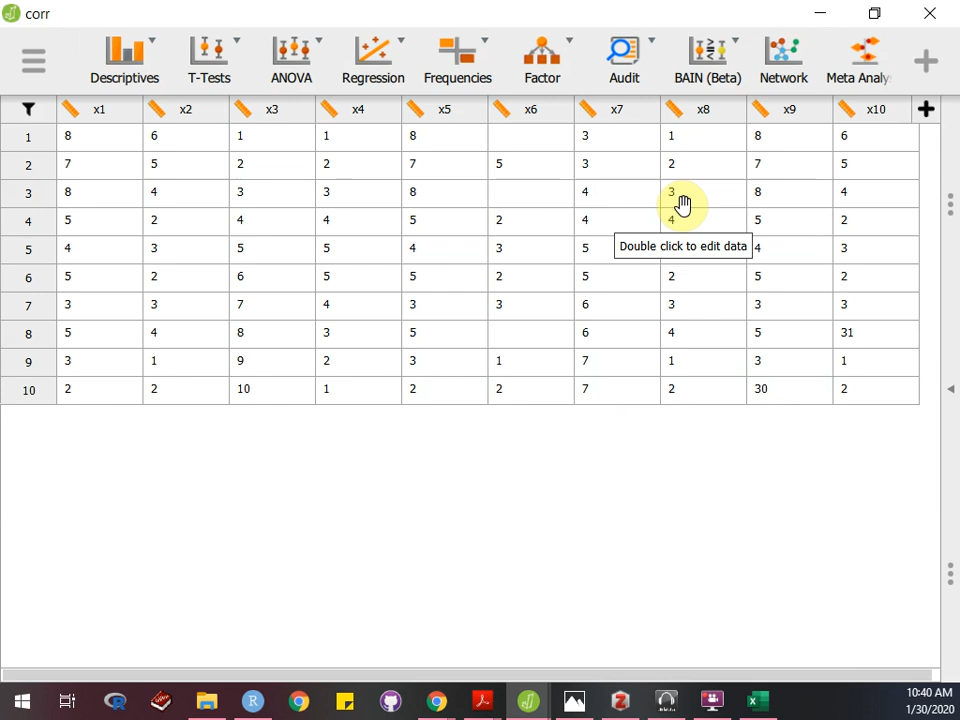 corr
Descriptives T-Tests ANOVA Regression Frequencies Factor Audit BAIN (Beta) Network Meta Analy
x1 x2 x3 x4 x5 x6 x7 x8 x9 x10
1 8 6 1 1 8 3 1 8 6
2 7 5 2 2 7 5 3 2 7 5
3 8 4 3 3 8 4 3 8 4
4 5 2 4 4 5 2 4 4 5 2
5 4 3 5 5 4 3 5 4 3
Double click to edit data
6 5 2 6 5 5 2 5 2 5 2
7 3 3 7 4 3 3 6 3 3 3
8 5 4 8 3 5 6 4 5 31
9 3 1 9 2 3 1 7 1 3 1
10 2 2 10 1 2 2 7 2 30 2
10:40 AM
1/30/2020